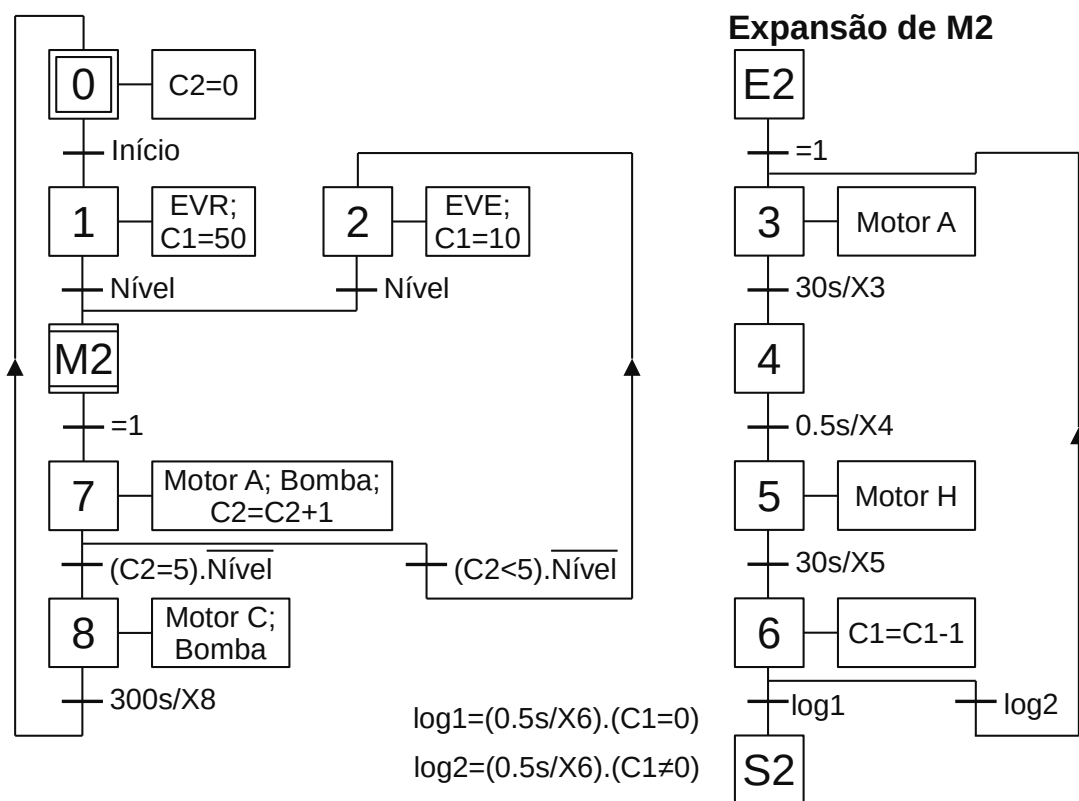 Expansão de M2
0
C2=0
Início
1
EVR;
C1=50
2
EVE;
C1=10
Nível
Nível
M2
=1
7
Motor A; Bomba;
C2=C2+1
(C2=5).Nível
(C2<5).Nível
8
Motor C;
Bomba
300s/X8
E2
=1
3
Motor A
30s/X3
4
0.5s/X4
5
Motor H
30s/X5
6
C1=C1-1
log1
log2
S2
log1=(0.5s/X6).(C1=0)
log2=(0.5s/X6).(C1≠0)